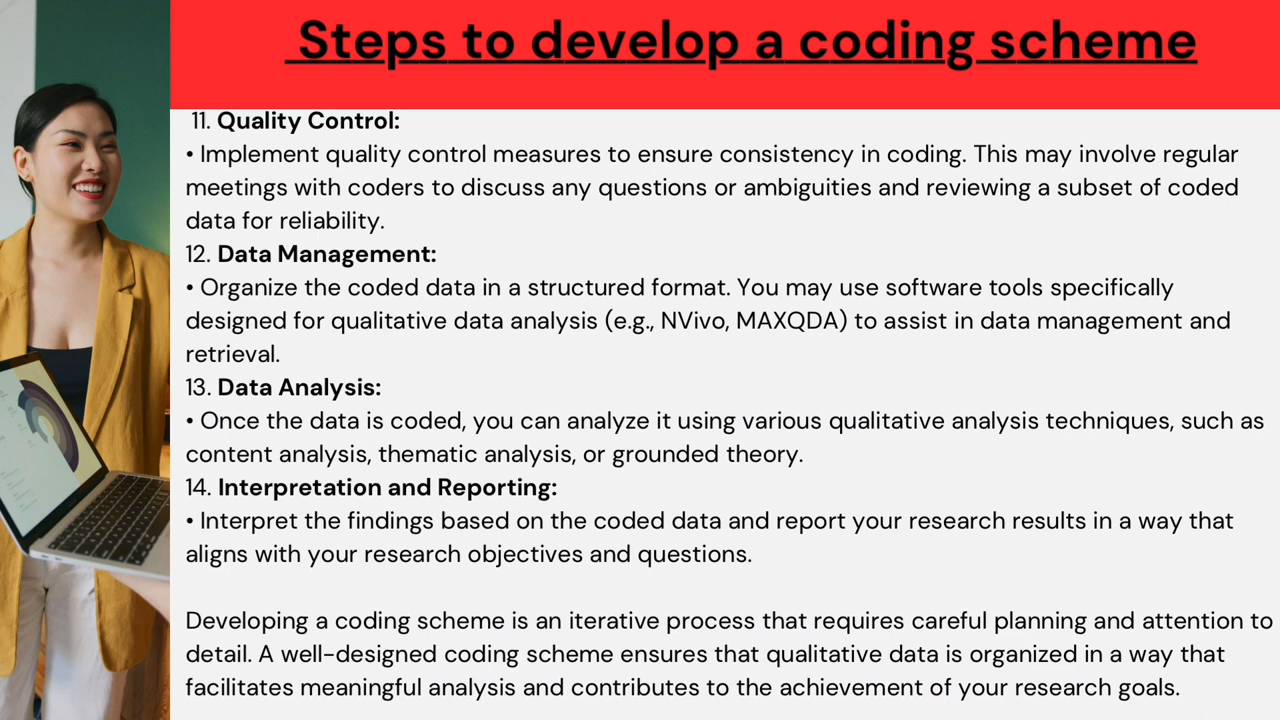 Steps to develop a coding scheme
11. Quality Control:
• Implement quality control measures to ensure consistency in coding. This may involve regular
meetings with coders to discuss any questions or ambiguities and reviewing a subset of coded
data for reliability.
12. Data Management:
• Organize the coded data in a structured format. You may use software tools specifically
designed for qualitative data analysis (e.g., NVivo, MAXQDA) to assist in data management and
retrieval.
13. Data Analysis:
• Once the data is coded, you can analyze it using various qualitative analysis techniques, such as
content analysis, thematic analysis, or grounded theory.
14. Interpretation and Reporting:
• Interpret the findings based on the coded data and report your research results in a way that
aligns with your research objectives and questions.
Developing a coding scheme is an iterative process that requires careful planning and attention to
detail. A well-designed coding scheme ensures that qualitative data is organized in a way that
facilitates meaningful analysis and contributes to the achievement of your research goals.